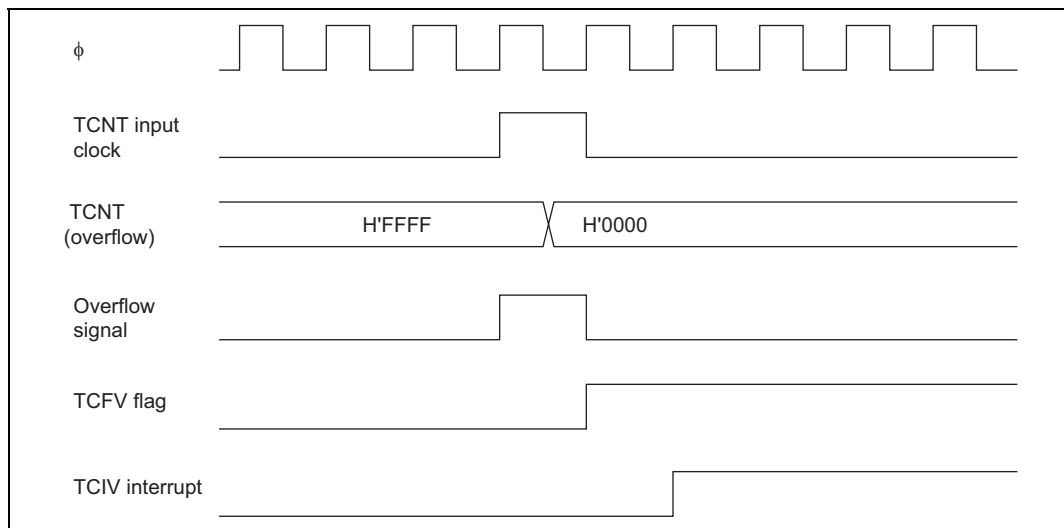 ϕ
TCNT input
clock
TCNT
(overflow)
H'FFFF
H'0000
Overflow
signal
TCFV flag
TCIV interrupt